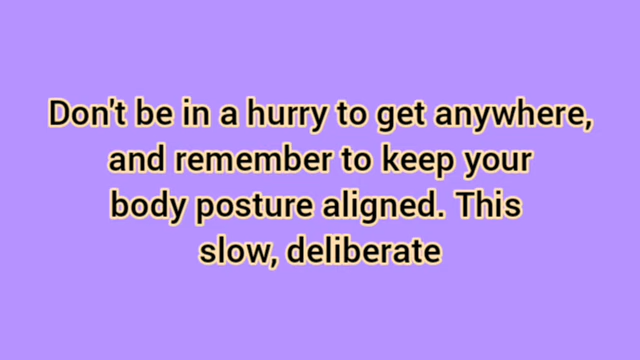 Don't be in a hurry to get anywhere,
and remember to keep your
body posture aligned. This
slow, deliberate